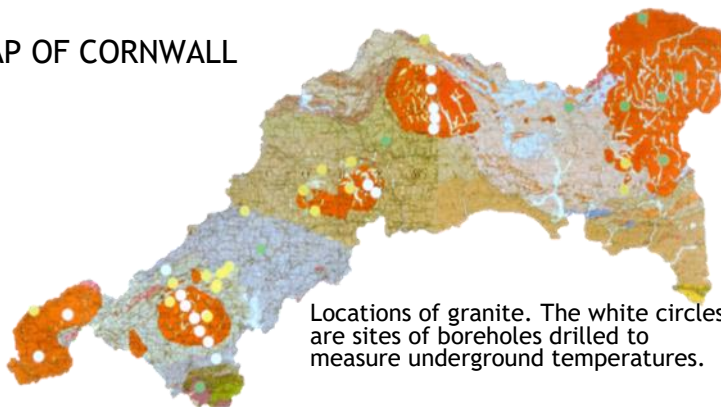 AP OF CORNWALL
Locations of granite. The white circles
are sites of boreholes drilled to
measure underground temperatures.